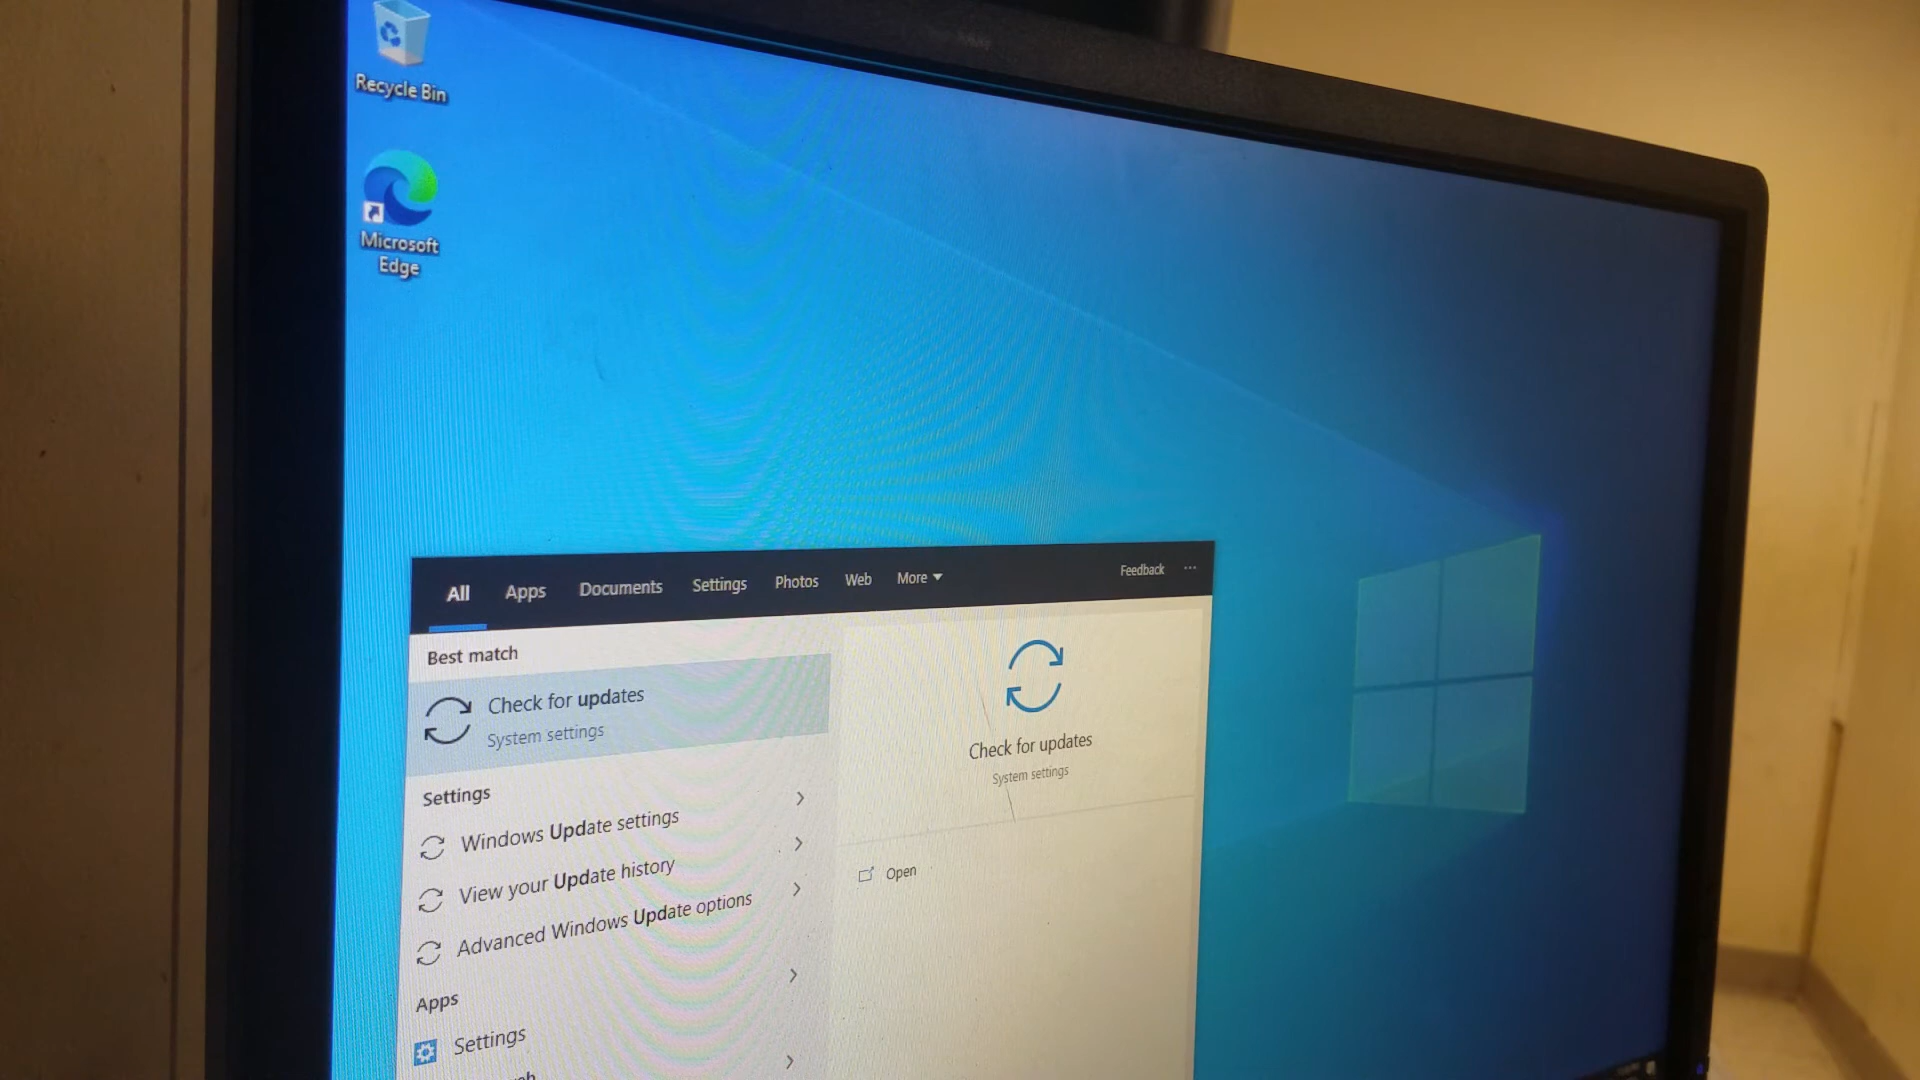 Recycle Bin
Microsoft
Edge
All Apps Documents Settings Photos Web More Feedback ...
Best match
Check for updates
System settings
Settings
Windows Update settings
View your Update history
Advanced Windows Update options
Apps
Settings
Check for updates
System settings
Open